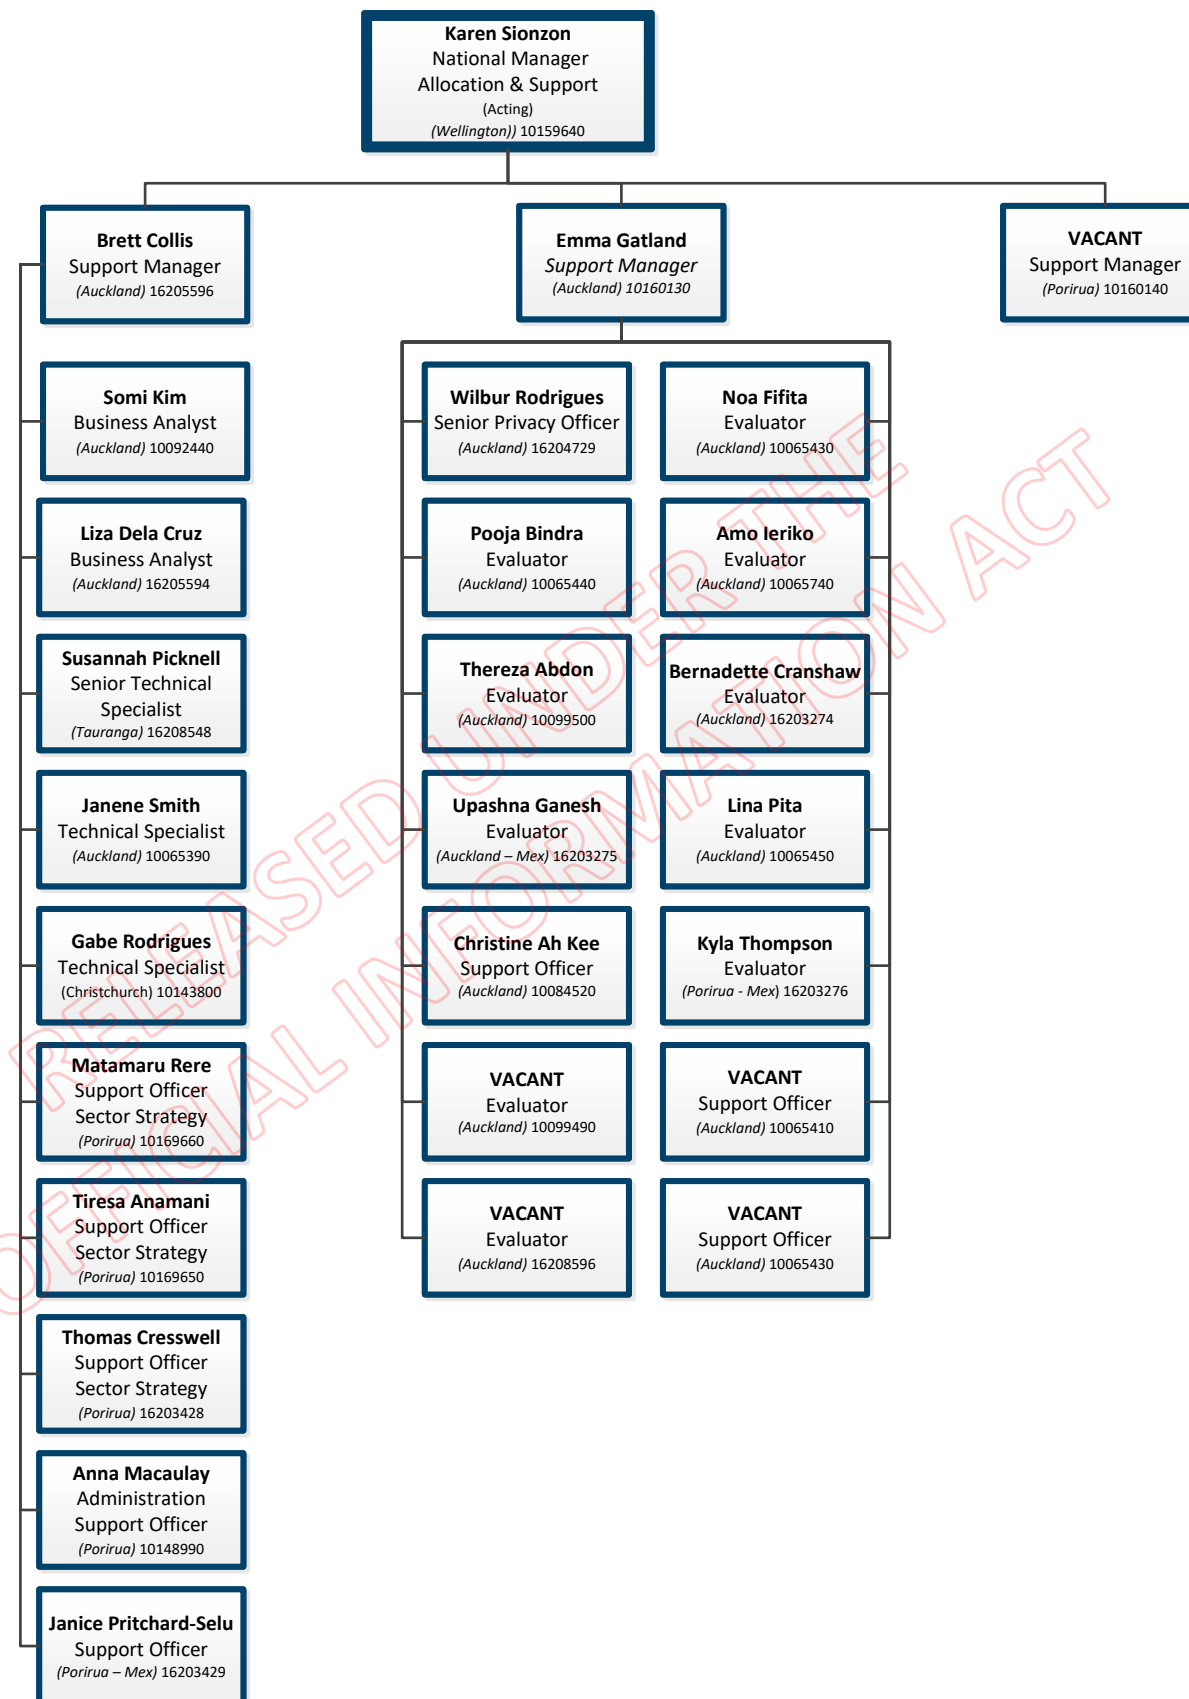 Karen Sionzon
National Manager
Allocation & Support
(Acting)
(Wellington)) 10159640
Brett Collis
Support Manager
(Auckland) 16205596
Emma Gatland
Support Manager
(Auckland) 10160130
VACANT
Support Manager
(Porirua) 10160140
Somi Kim
Business Analyst
(Auckland) 10092440
Liza Dela Cruz
Business Analyst
(Auckland) 16205594
Susannah Picknell
Senior Technical
Specialist
(Tauranga) 16208548
Janene Smith
Technical Specialist
(Auckland) 10065390
Gabe Rodrigues
Technical Specialist
(Christchurch) 10143800
Matamaru Rere
Support Officer
Sector Strategy
(Porirua) 10169660
Tiresa Anamani
Support Officer
Sector Strategy
(Porirua) 10169650
Thomas Cresswell
Support Officer
Sector Strategy
(Porirua) 16203428
Anna Macaulay
Administration
Support Officer
(Porirua) 10148990
Janice Pritchard-Selu
Support Officer
(Porirua – Mex) 16203429
Wilbur Rodrigues
Senior Privacy Officer
(Auckland) 16204729
Pooja Bindra
Evaluator
(Auckland) 10065440
Thereza Abdon
Evaluator
(Auckland) 10099500
Upashna Ganesh
Evaluator
(Auckland – Mex) 16203275
Christine Ah Kee
Support Officer
(Auckland) 10084520
VACANT
Evaluator
(Auckland) 10099490
VACANT
Evaluator
(Auckland) 16208596
Noa Fifita
Evaluator
(Auckland) 10065430
Amo Ieriko
Evaluator
(Auckland) 10065740
Bernadette Cranshaw
Evaluator
(Auckland) 16203274
Lina Pita
Evaluator
(Auckland) 10065450
Kyla Thompson
Evaluator
(Porirua - Mex) 16203276
VACANT
Support Officer
(Auckland) 10065410
VACANT
Support Officer
(Auckland) 10065430
RELEASED UNDER THE
OFFICIAL INFORMATION ACT